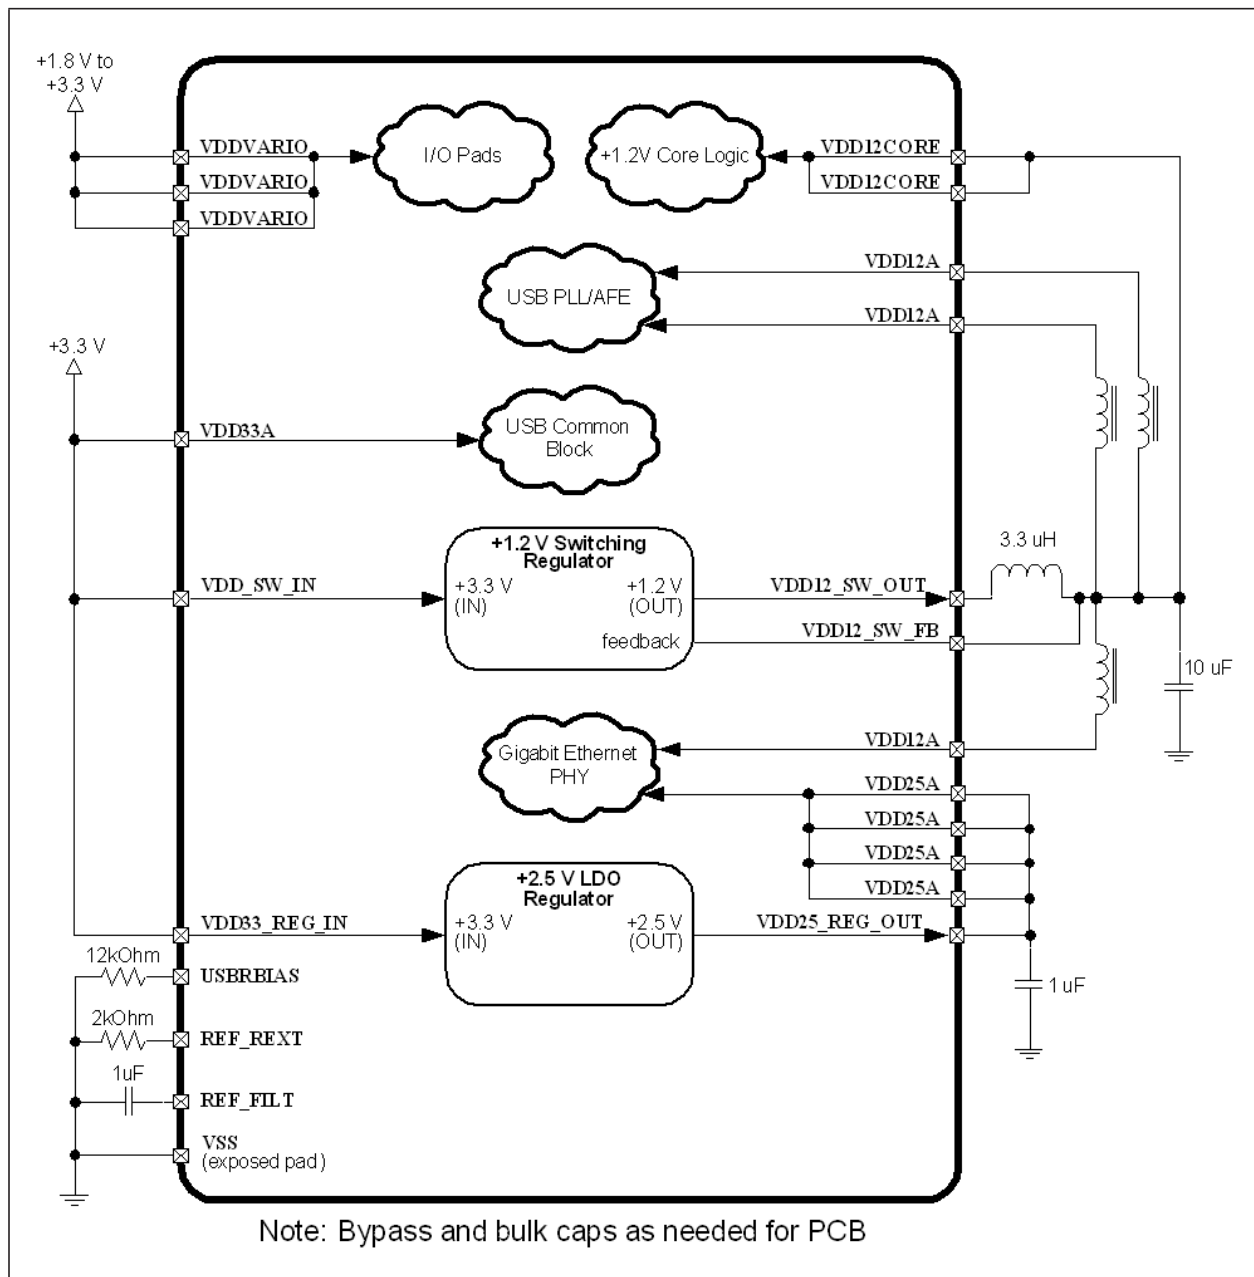 +1.8 V to
+3.3 V
VDDVARIO
I/O Pads
+1.2V Core Logic
VDD12CORE
VDDVARIO
VDD12CORE
VDDVARIO
VDD12A
USB PLL/AFE
VDD12A
+3.3 V
VDD33A
USB Common
Block
+1.2 V Switching
Regulator
3.3 uH
VDD_SW_IN
+3.3 V
(IN)
+1.2 V
(OUT)
VDD12_SW_OUT
feedback
VDD12_SW_FB
10 uF
Gigabit Ethernet
PHY
VDD12A
VDD25A
VDD25A
VDD25A
VDD25A
+2.5 V LDO
Regulator
VDD33_REG_IN
+3.3 V
(IN)
+2.5 V
(OUT)
VDD25_REG_OUT
12kOhm
USBRBIAS
1uF
2kOhm
REF_REXT
1uF
REF_FILT
VSS
(exposed pad)
Note: Bypass and bulk caps as needed for PCB